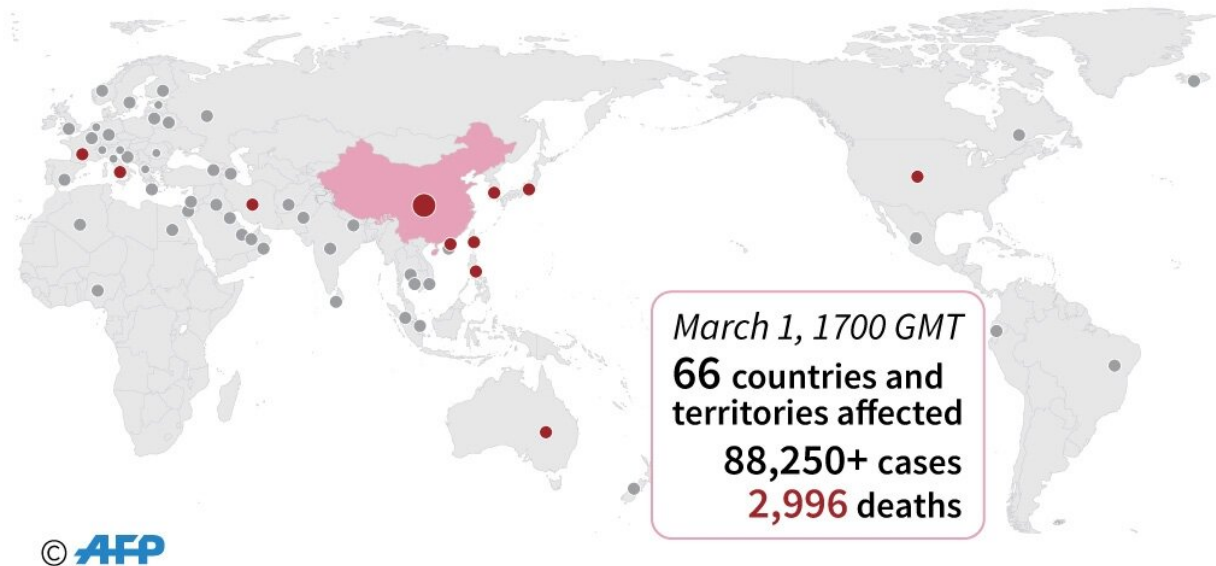 March 1, 1700 GMT
66 countries and
territories affected
88,250+ cases
2,996 deaths
© AFP